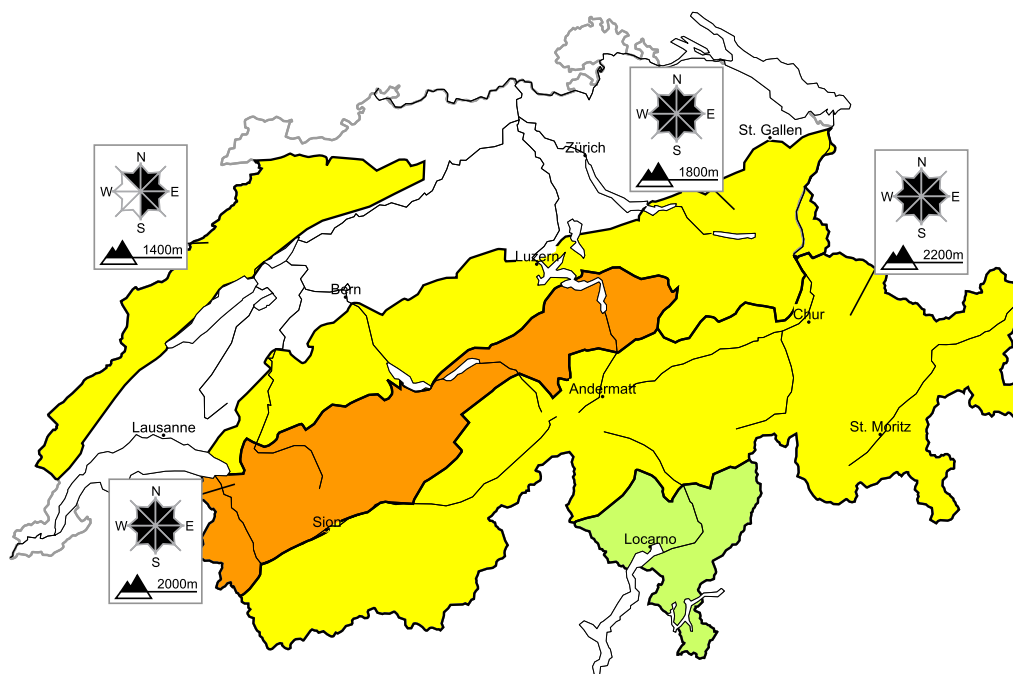 N
W E
S
1800m
St. Gallen
Zürich
N
W E
S
1400m
N
W E
S
2200m
Luzern
Bern
Chur
Andermatt
Lausanne
St. Moritz
N
W E
S
2000m
Sion
Locarno